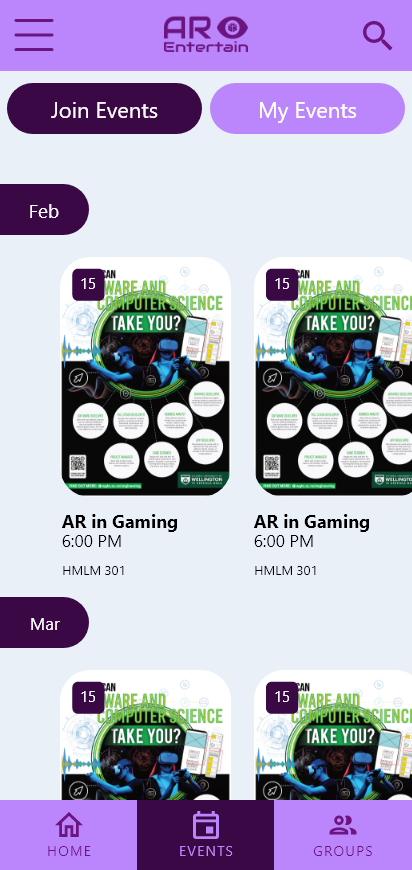 AR
Entertain
Join Events
My Events
Feb
15
CAN
WARE AND
COMPUTER SCIENCE
TAKE YOU?
WELLINGTON
15
WARE AND
COMPUTER SCIENCE
TAKE YOU?
AR in Gaming
6:00 PM
HMLM 301
AR in Gaming
6:00 PM
HMLM 301
Mar
15
CAN
WARE AND
COMPUTER SCIENCE
TAKE YOU?
15
WARE AND
COMPUTER SCIENCE
TAKE YOU?
HOME
EVENTS
GROUPS